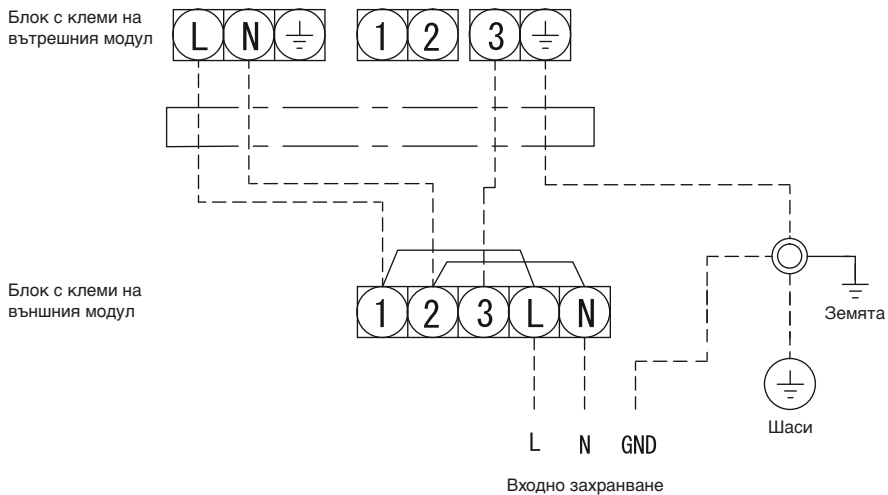 Блок с клеми на
вътрешния модул
L N 1 2 3
Блок с клеми на
външния модул
1 2 3 L N
Земята
Шаси
L N GND
Входно захранване